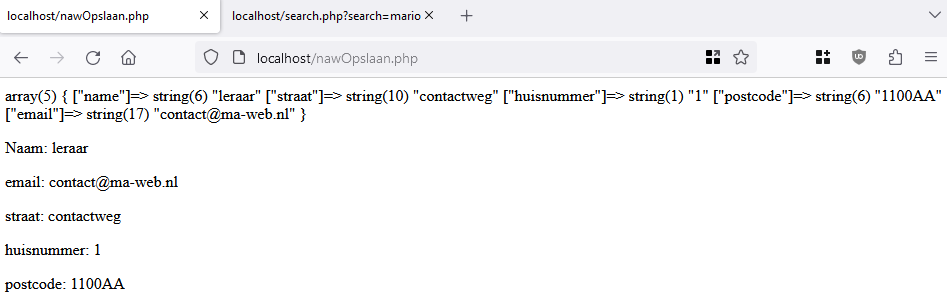 localhost/nawOpslaan.php
localhost/search.php?search=mario
localhost/nawOpslaan.php
array(5) { ["name"]=> string(6) "leraar" ["straat"]=> string(10) "contactweg" ["huisnummer"]=> string(1) "1" ["postcode"]=> string(6) "1100AA"
["email"]=> string(17) "contact@ma-web.nl" }
Naam: leraar
email: contact@ma-web.nl
straat: contactweg
huisnummer: 1
postcode: 1100AA